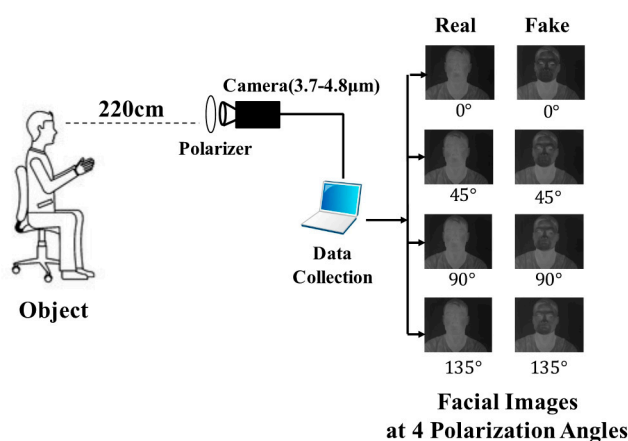 Real Fake
Camera(3.7-4.8μm)
220cm
0° 0°
Polarizer
45° 45°
Data
Collection
90° 90°
Object
135° 135°
Facial Images
at 4 Polarization Angles